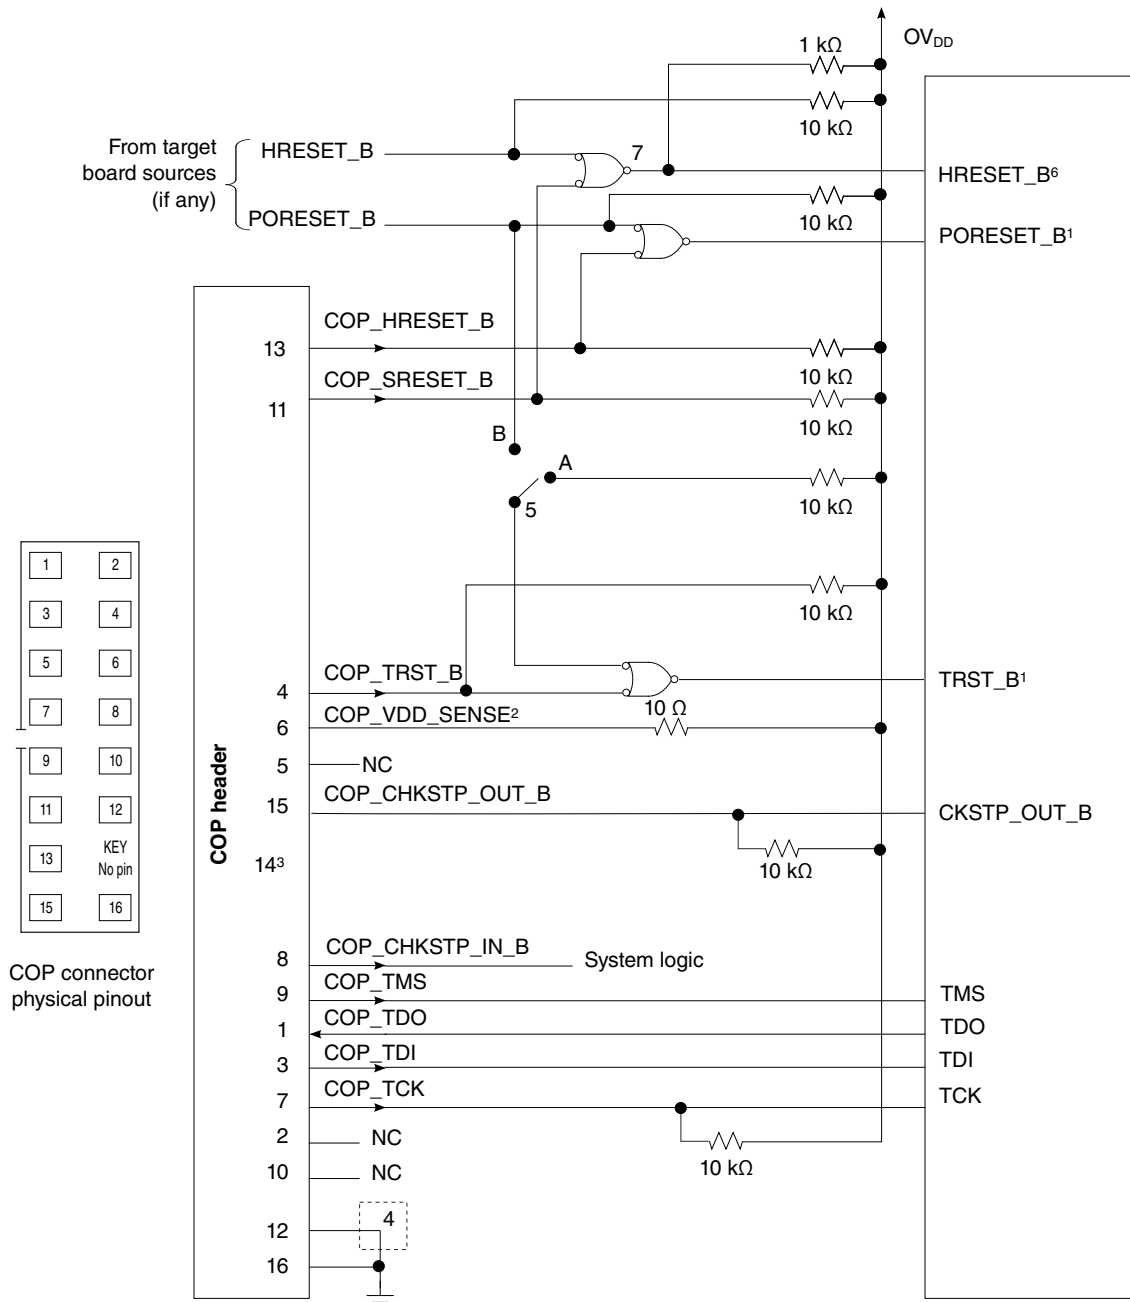 OVDD
1 kΩ
10 kΩ
From target
board sources
(if any)
HRESET_B
7
HRESET_B6
PORESET_B
10 kΩ
PORESET_B1
COP_HRESET_B
13
10 kΩ
COP_SRESET_B
11
10 kΩ
B
A
5
10 kΩ
10 kΩ
COP_TRST_B
4
TRST_B1
10 Ω
COP_VDD_SENSE2
6
5
NC
COP_CHKSTP_OUT_B
15
CKSTP_OUT_B
10 kΩ
143
COP header
COP_CHKSTP_IN_B
8
System logic
COP_TMS
9
TMS
COP_TDO
1
TDO
COP_TDI
3
TDI
COP_TCK
7
TCK
10 kΩ
2
NC
10
NC
4
12
16
1 2
3 4
5 6
7 8
9 10
11 12
13 KEY
No pin
15 16
COP connector
physical pinout